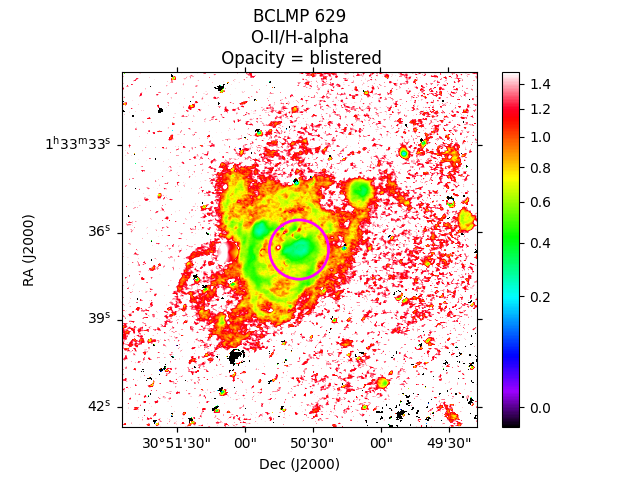 BCLMP 629
O-II/H-alpha
Opacity = blistered
1h33m33s
36s
39s
42s
RA (J2000)
30°51'30" 00" 50'30" 00" 49'30"
Dec (J2000)
1.4
1.2
1.0
0.8
0.6
0.4
0.2
0.0